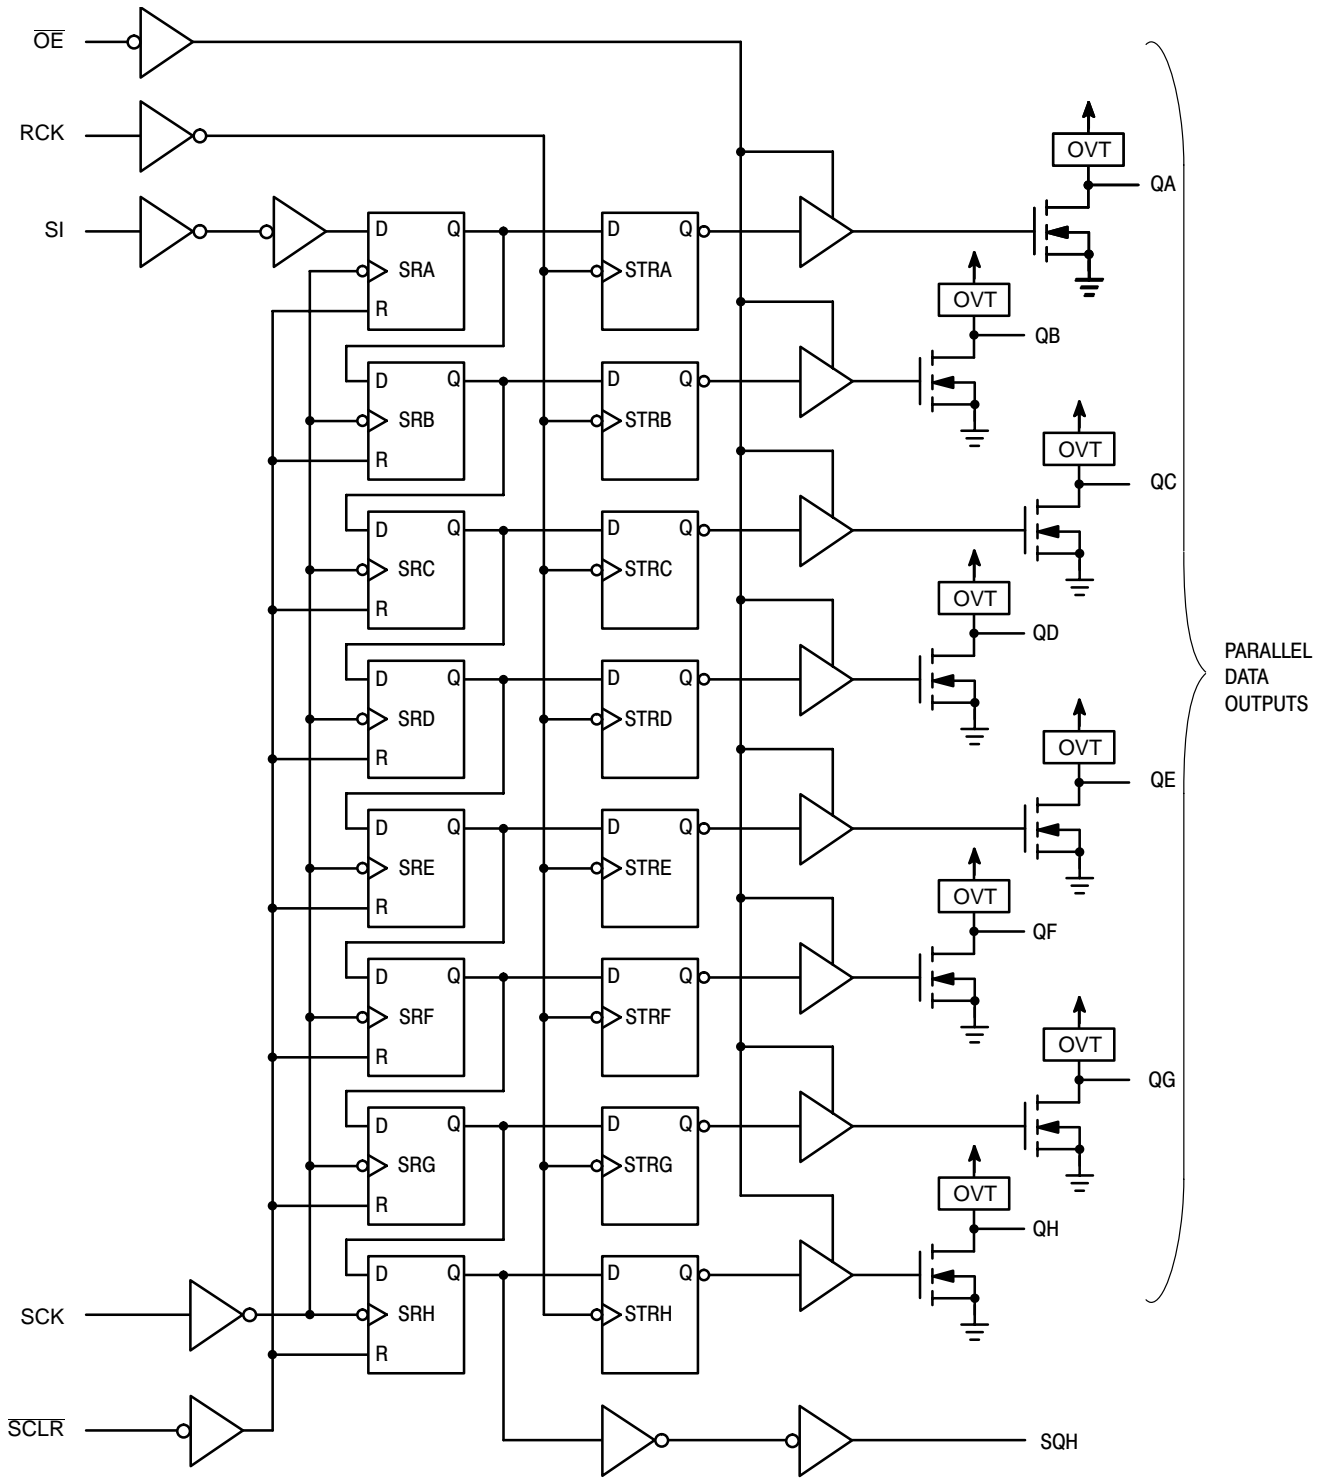 OE
RCK
SI
D Q
SRA
R
D Q
STRA
OVT
QA
D Q
SRB
R
D Q
STRB
OVT
QB
D Q
SRC
R
D Q
STRC
OVT
QC
D Q
SRD
R
D Q
STRD
OVT
QD
D Q
SRE
R
D Q
STRE
OVT
QE
D Q
SRF
R
D Q
STRF
OVT
QF
D Q
SRG
R
D Q
STRG
OVT
QG
D Q
SRH
R
D Q
STRH
OVT
QH
PARALLEL
DATA
OUTPUTS
SCK
SCLR
SQH